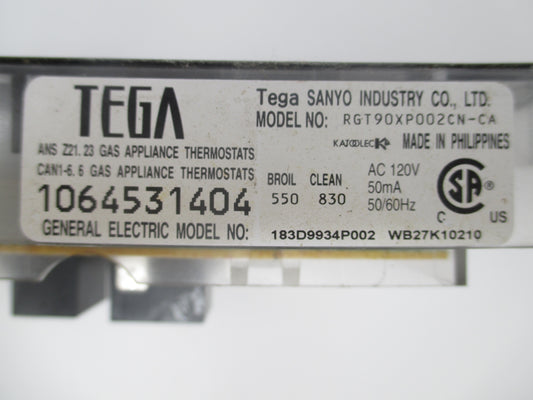 TEGA
Tega SANYO INDUSTRY CO., LTD.
MODEL NO: RGT90XP002CN-CA
KATOOLEC MADE IN PHILIPPINES
ANS Z21.23 GAS APPLIANCE THERMOSTATS
CAN1-6.6 GAS APPLIANCE THERMOSTATS
1064531404
BROIL CLEAN
550 830
AC 120V
50mA
50/60Hz
SA ®
C US
GENERAL ELECTRIC MODEL NO: 183D9934P002 WB27K10210